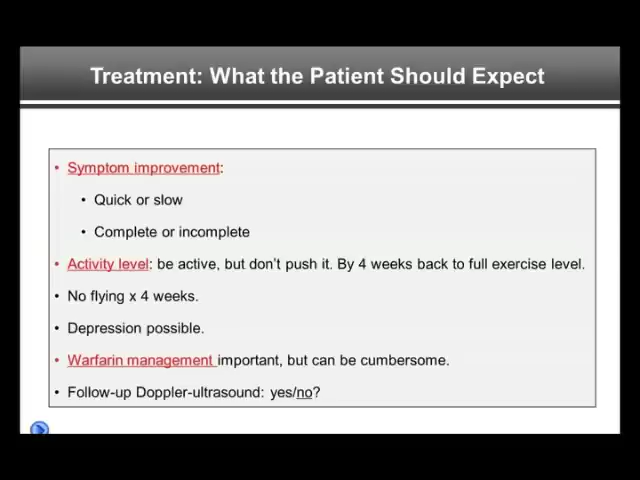 Treatment: What the Patient Should Expect
• Symptom improvement:
• Quick or slow
• Complete or incomplete
• Activity level: be active, but don't push it. By 4 weeks back to full exercise level.
• No flying x 4 weeks.
• Depression possible.
• Warfarin management important, but can be cumbersome.
• Follow-up Doppler-ultrasound: yes/no?